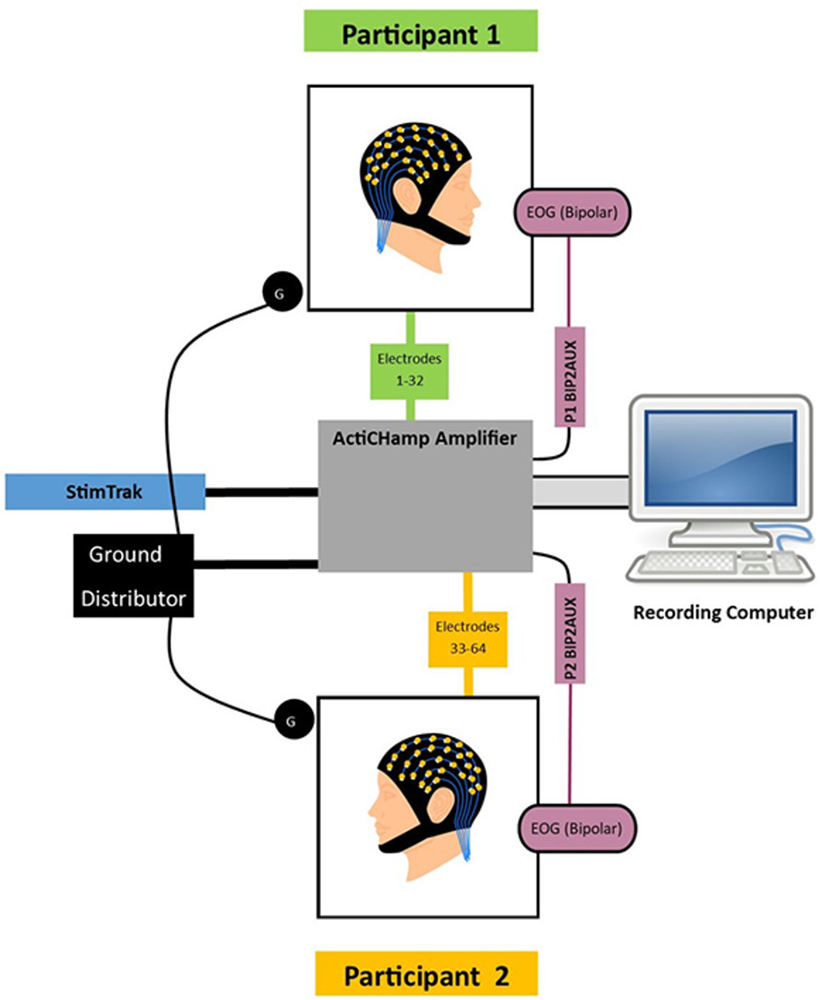 Participant 1
EOG (Bipolar)
G
Electrodes
1-32
P1 BIP2AUX
ActiCHamp Amplifier
StimTrak
Ground
Distributor
Recording Computer
Electrodes
33-64
P2 BIP2AUX
G
EOG (Bipolar)
Participant 2